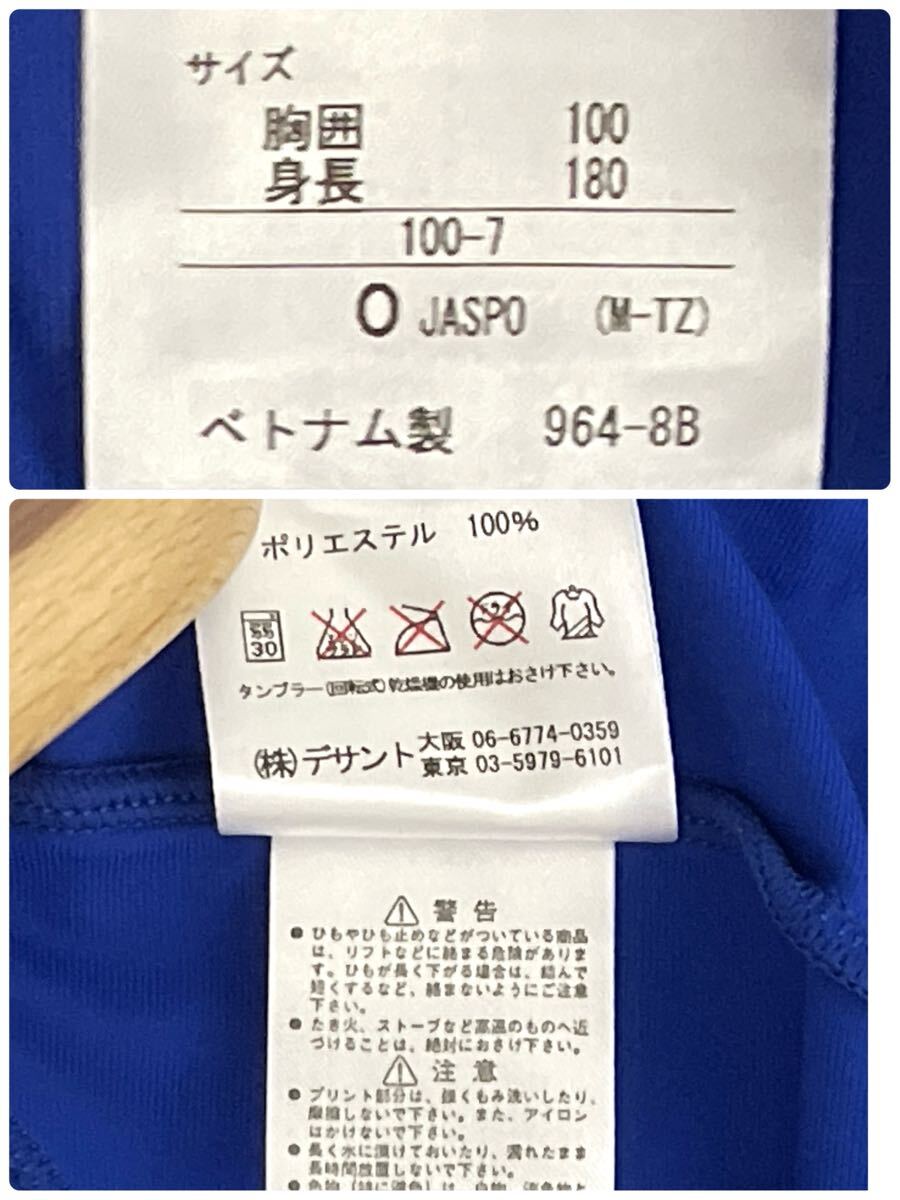 サイズ
胸囲 100
身長 180
100-7
O JASPO (M-TZ)
ベトナム製 964-8B
ポリエステル 100%
30
タンブラー(回転式)乾燥機の使用はおさけ下さい。
(株)デサント 大阪 06-6774-0359
東京 03-5979-6101
警告
● ひもやひも止めなどがついている商品
は、リフトなどに絡まる危険がありま
す。ひもが長く下がる場合は、結んで
短くするなど、絡まないようにご注意
下さい。
● たき火、ストーブなど高温のものへ近
づけることは、絶対におさけ下さい。
注意
● プリント部分は、強くもみ洗いしたり、
摩擦しないで下さい。また、アイロン
はかけないで下さい。
● 長く水に漬けておいたり、濡れたまま
長時間放置しないで下さい。